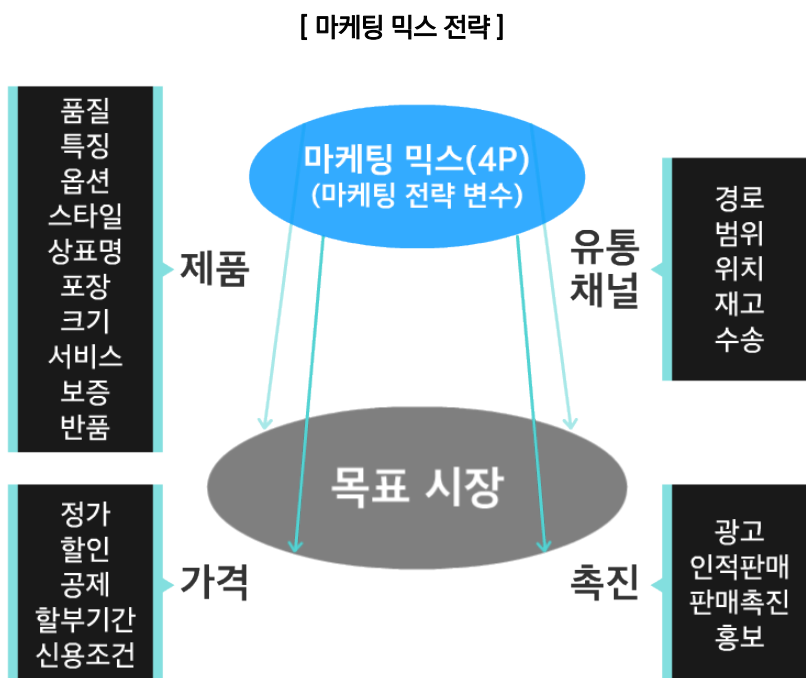 [ 마케팅 믹스 전략 ]
마케팅 믹스(4P)
(마케팅 전략 변수)
품질
특징
옵션
스타일
상표명
포장
크기
서비스
보증
반품
제품
유통
채널
경로
범위
위치
재고
수송
목표 시장
정가
할인
공제
할부기간
신용조건
가격
촉진
광고
인적판매
판매촉진
홍보